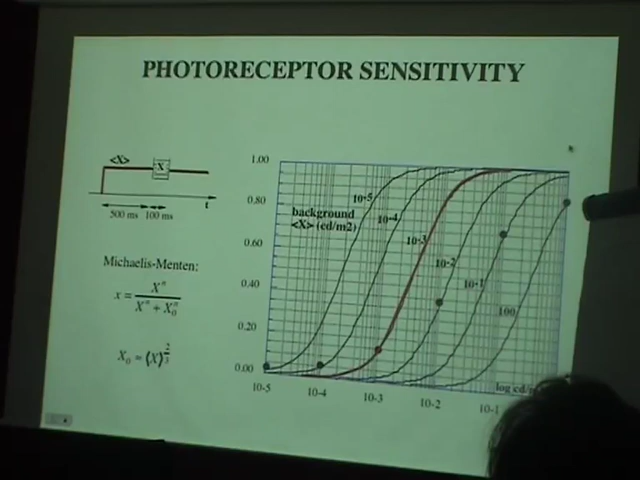 PHOTORECEPTOR SENSITIVITY
<X>
X
500 ms 100 ms t
Michaelis-Menten:
x = X^n / (X^n + X_0^n)
X_0 = (X)^(2/3)
1.00
0.80
0.60
0.40
0.20
0.00
background
<X> (cd/m2)
10-5
10-4
10-3
10-2
10-1
100
log cd/
10-5 10-4 10-3 10-2 10-1